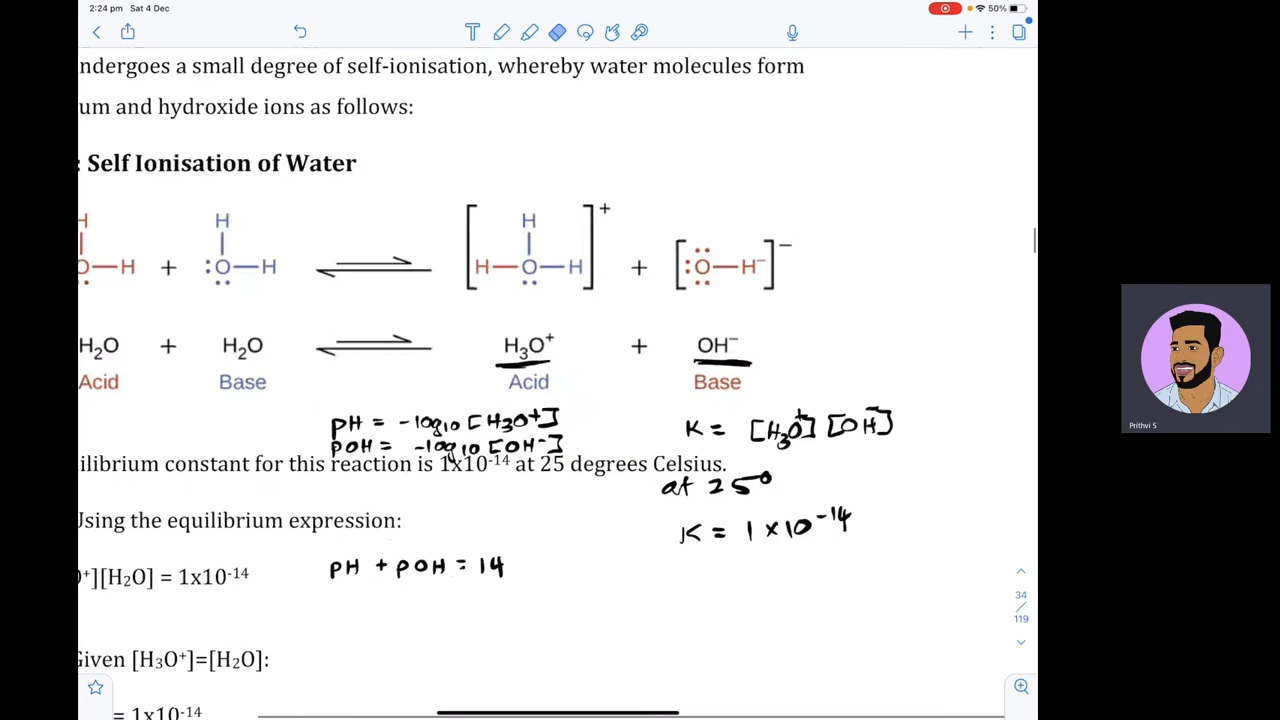 2:24 pm Sat 4 Dec
50%
ndergoes a small degree of self-ionisation, whereby water molecules form
um and hydroxide ions as follows:
: Self Ionisation of Water
H H H +
O—H + :O—H [H—O—H] + [:O—H⁻]⁻
H₂O + H₂O H₃O⁺ + OH⁻
Acid Base Acid Base
pH = -log₁₀ [H₃O⁺]
pOH = -log₁₀ [OH⁻]
K = [H₃O⁺] [OH⁻]
ilibrium constant for this reaction is 1x10⁻¹⁴ at 25 degrees Celsius.
at 25°
Using the equilibrium expression:
K = 1 × 10⁻¹⁴
pH + pOH = 14
⁺][H₂O] = 1x10⁻¹⁴
Given [H₃O⁺]=[H₂O]:
= 1x10⁻¹⁴
34
/
119
Prithvi S